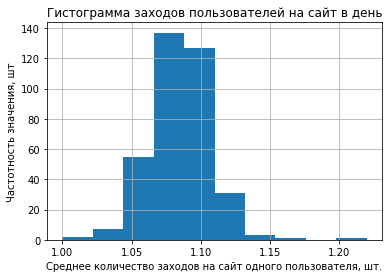 Гистограмма заходов пользователей на сайт в день
Частотность значения, шт
140
120
100
80
60
40
20
0
1.00 1.05 1.10 1.15 1.20
Среднее количество заходов на сайт одного пользователя, шт.